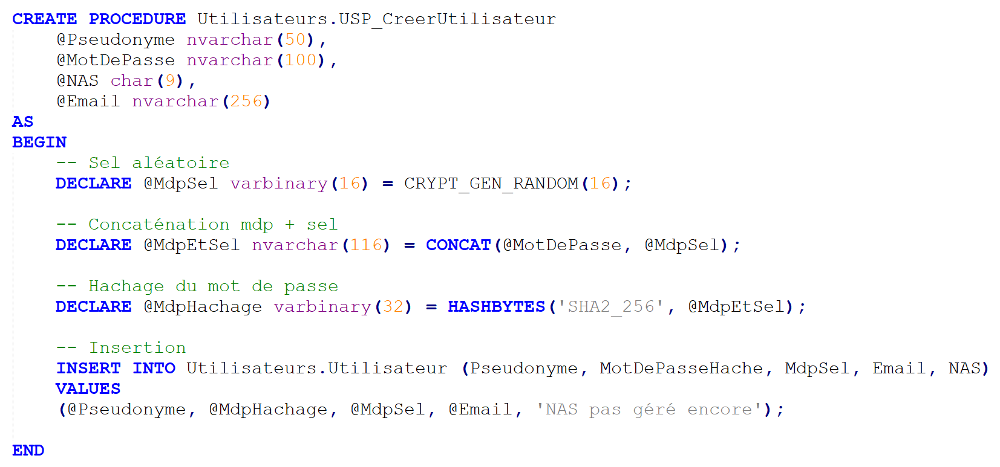 CREATE PROCEDURE Utilisateurs.USP_CreerUtilisateur
@Pseudonyme nvarchar(50),
@MotDePasse nvarchar(100),
@NAS char(9),
@Email nvarchar(256)
AS
BEGIN
-- Sel aléatoire
DECLARE @MdpSel varbinary(16) = CRYPT_GEN_RANDOM(16);
-- Concaténation mdp + sel
DECLARE @MdpEtSel nvarchar(116) = CONCAT(@MotDePasse, @MdpSel);
-- Hachage du mot de passe
DECLARE @MdpHachage varbinary(32) = HASHBYTES('SHA2_256', @MdpEtSel);
-- Insertion
INSERT INTO Utilisateurs.Utilisateur (Pseudonyme, MotDePasseHache, MdpSel, Email, NAS)
VALUES
(@Pseudonyme, @MdpHachage, @MdpSel, @Email, 'NAS pas géré encore');
END